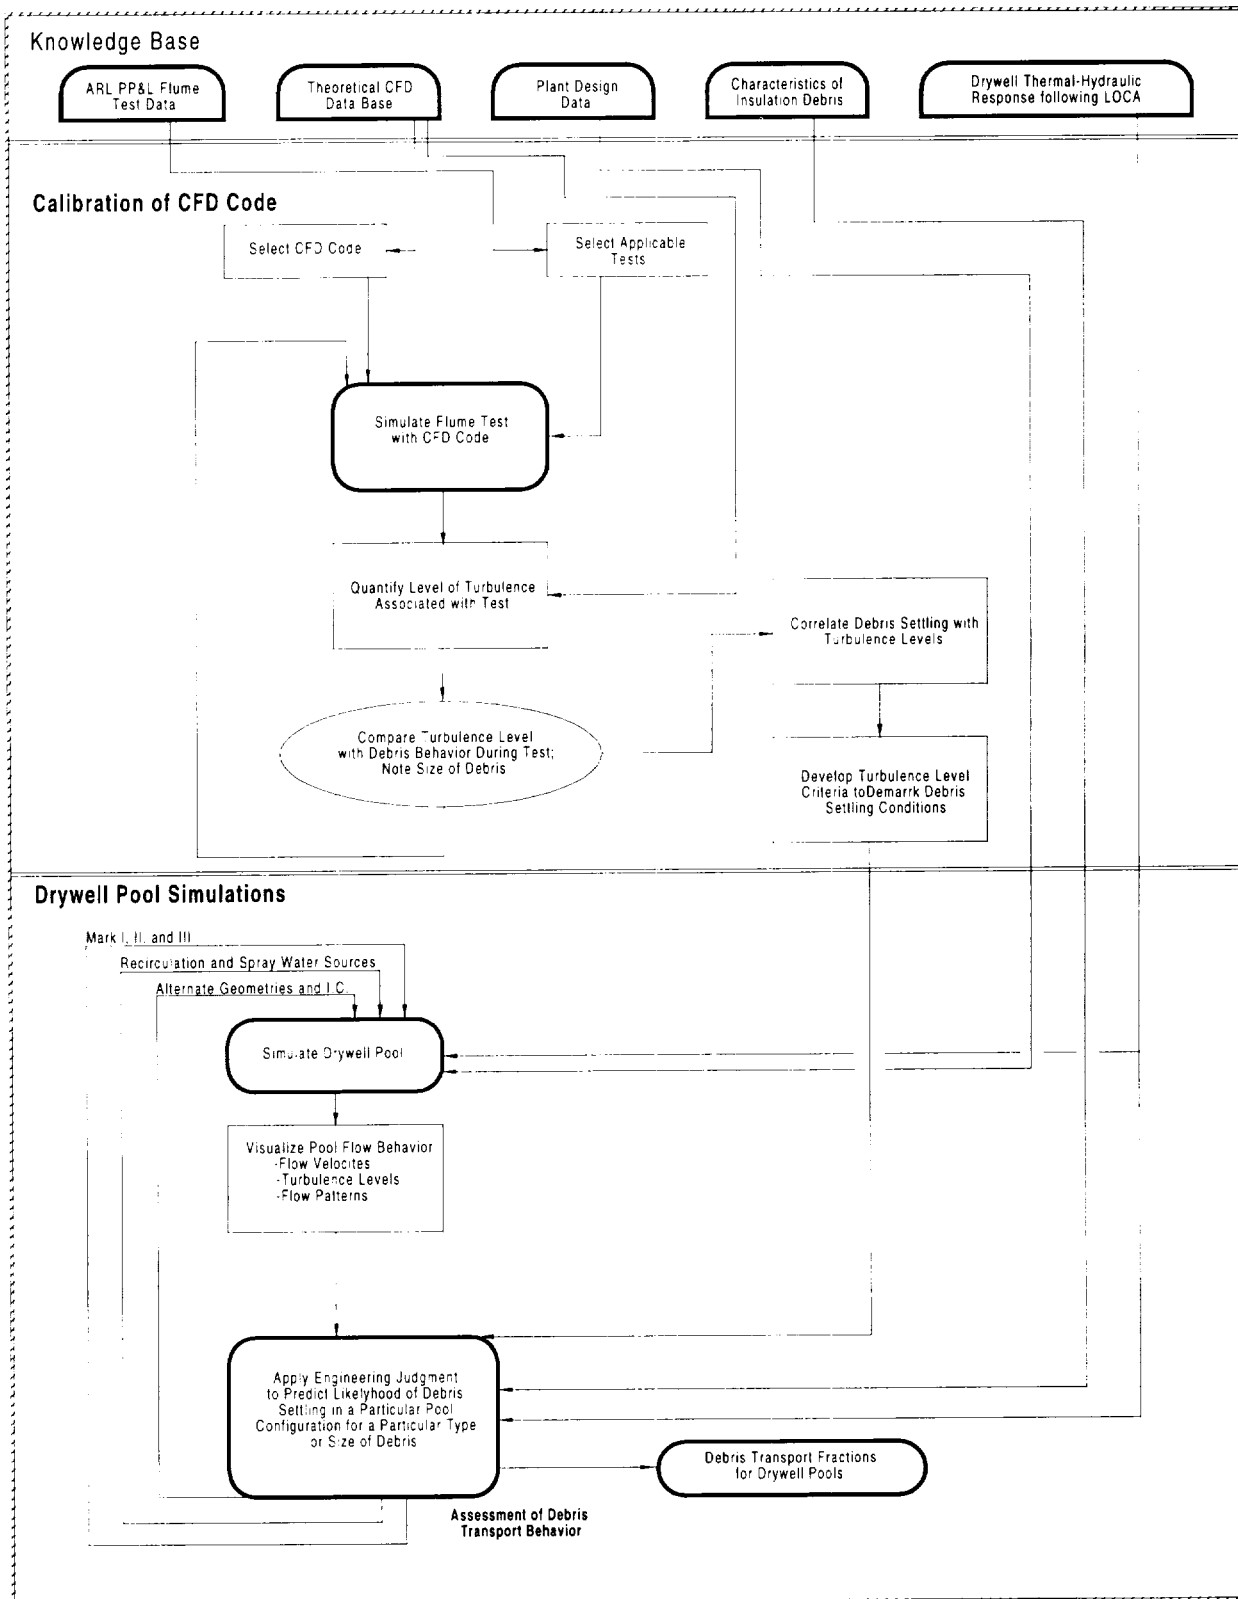 Knowledge Base
ARL PP&L Flume
Test Data
Theoretical CFD
Data Base
Plant Design
Data
Characteristics of
Insulation Debris
Drywell Thermal-Hydraulic
Response following LOCA
Calibration of CFD Code
Select CFD Code
Select Applicable
Tests
Simulate Flume Test
with CFD Code
Quantify Level of Turbulence
Associated with Test
Correlate Debris Settling with
Turbulence Levels
Compare Turbulence Level
with Debris Behavior During Test;
Note Size of Debris
Develop Turbulence Level
Criteria toDemarrk Debris
Settling Conditions
Drywell Pool Simulations
Mark I, II, and III
Recirculation and Spray Water Sources
Alternate Geometries and I.C.
Simulate Drywell Pool
Visualize Pool Flow Behavior
-Flow Velocites
-Turbulence Levels
-Flow Patterns
Apply Engineering Judgment
to Predict Likelyhood of Debris
Settling in a Particular Pool
Configuration for a Particular Type
or Size of Debris
Debris Transport Fractions
for Drywell Pools
Assessment of Debris
Transport Behavior